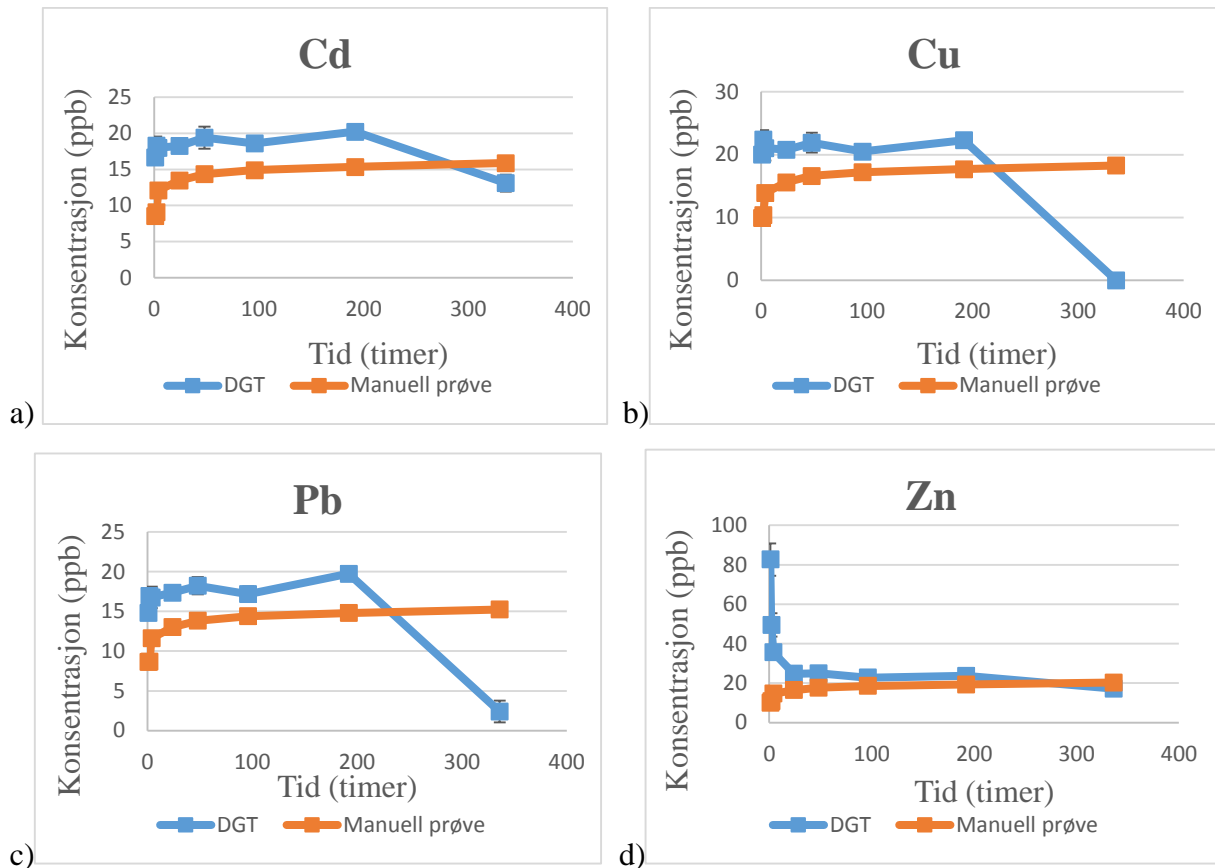 Cd
Konsentrasjon (ppb)
25
20
15
10
5
0
0 100 200 300 400
Tid (timer)
DGT Manuell prøve
a)
Cu
Konsentrasjon (ppb)
30
20
10
0
0 100 200 300 400
Tid (timer)
DGT Manuell prøve
b)
Pb
Konsentrasjon (ppb)
25
20
15
10
5
0
0 100 200 300 400
Tid (timer)
DGT Manuell prøve
c)
Zn
Konsentrasjon (ppb)
100
80
60
40
20
0
0 100 200 300 400
Tid (timer)
DGT Manuell prøve
d)